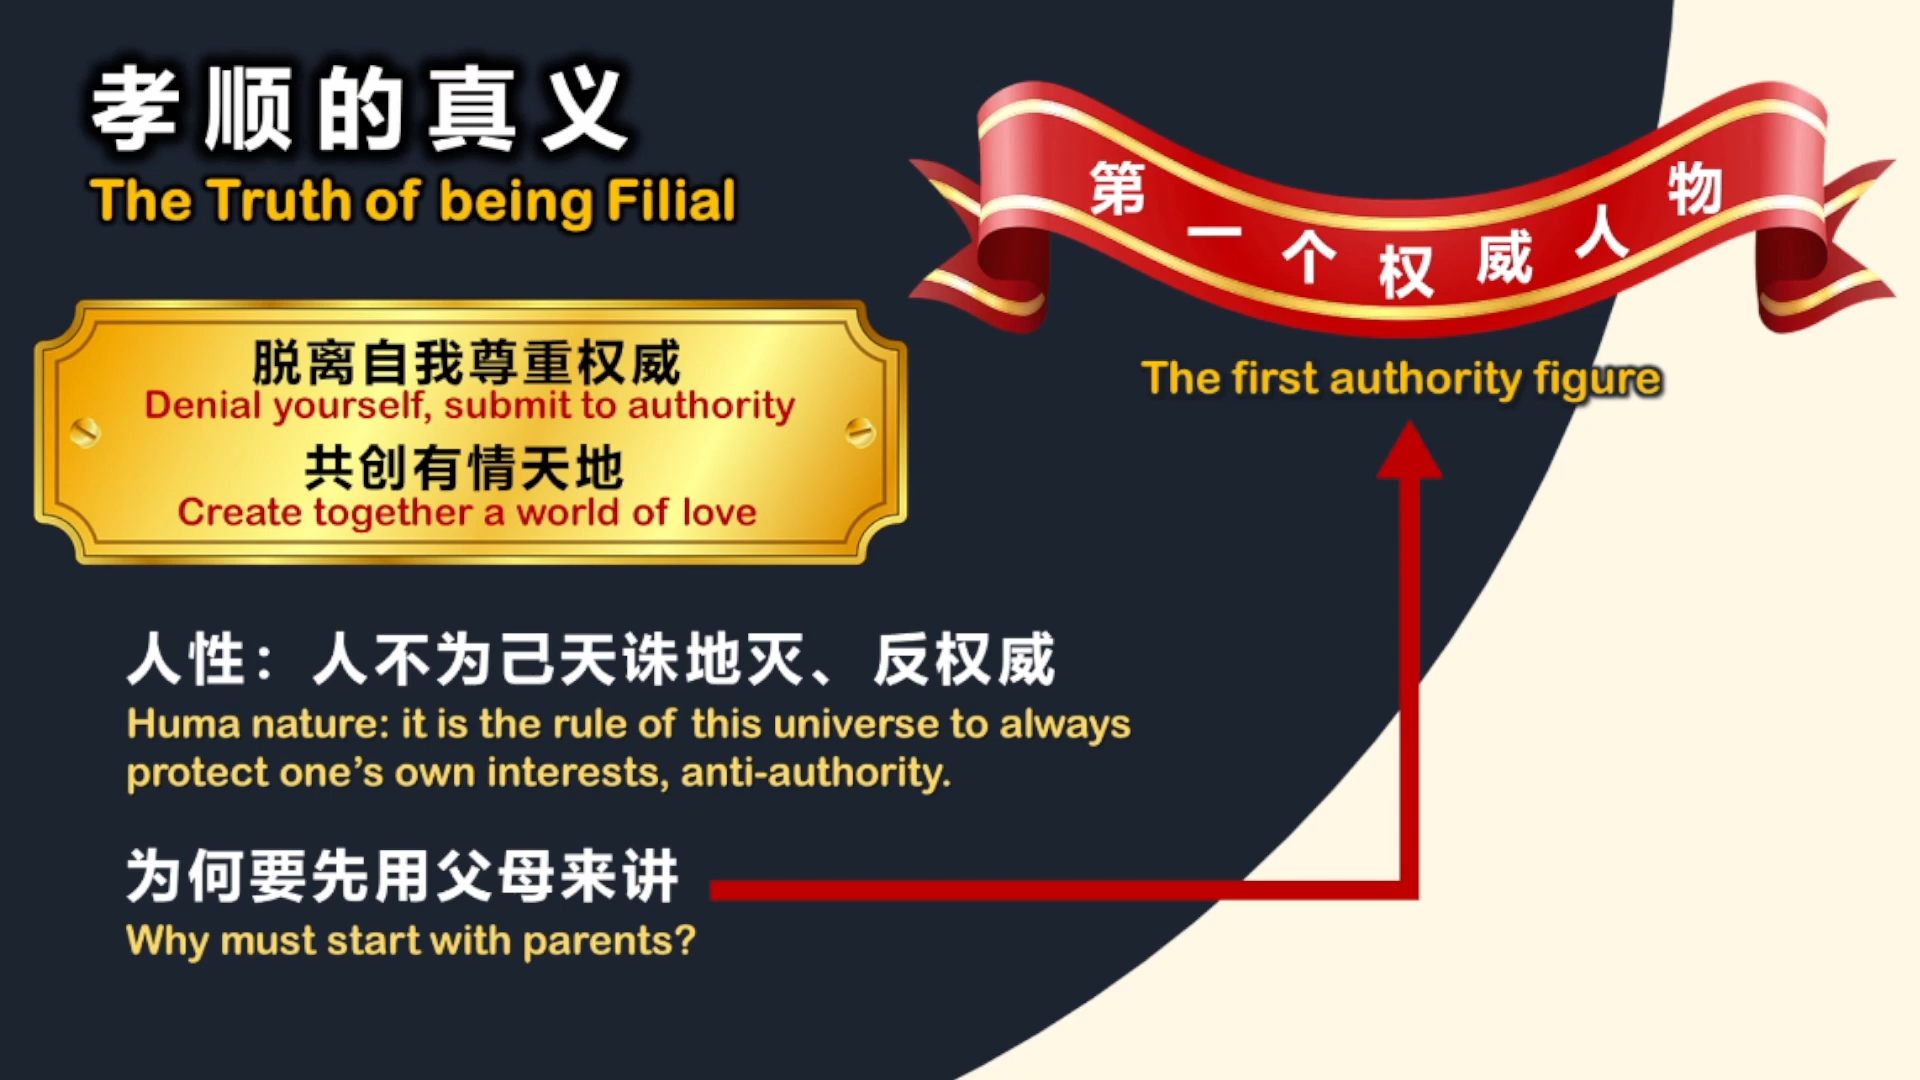 孝顺的真义
The Truth of being Filial
第一个权威人物
The first authority figure
脱离自我尊重权威
Denial yourself, submit to authority
共创有情天地
Create together a world of love
人性：人不为己天诛地灭、反权威
Huma nature: it is the rule of this universe to always
protect one’s own interests, anti-authority.
为何要先用父母来讲
Why must start with parents?